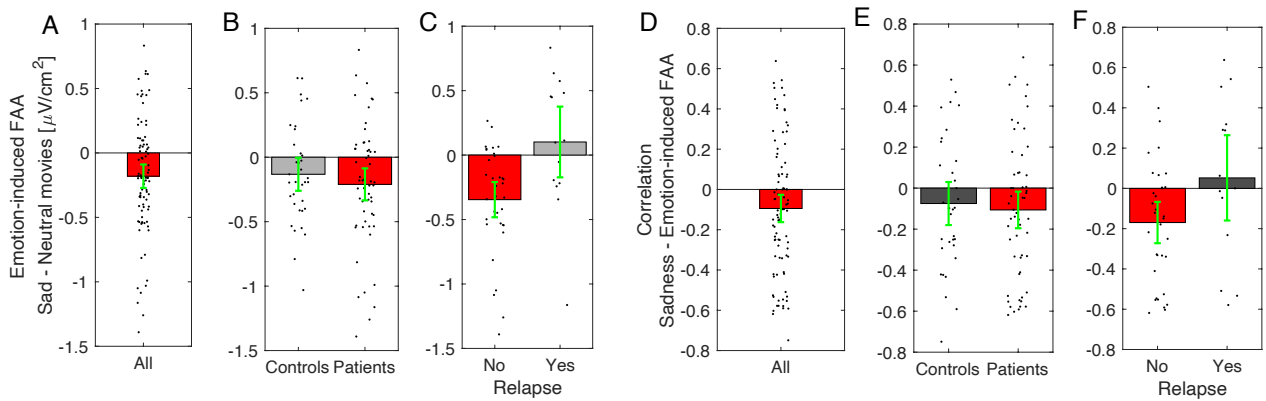 A
Emotion-induced FAA
Sad - Neutral movies [μV/cm²]
1
0.5
0
-0.5
-1
-1.5
All
B
1
0.5
0
-0.5
-1
-1.5
Controls Patients
C
1
0.5
0
-0.5
-1
-1.5
No Yes
Relapse
D
Correlation
Sadness - Emotion-induced FAA
0.8
0.6
0.4
0.2
0
-0.2
-0.4
-0.6
-0.8
All
E
0.8
0.6
0.4
0.2
0
-0.2
-0.4
-0.6
-0.8
Controls Patients
F
0.8
0.6
0.4
0.2
0
-0.2
-0.4
-0.6
-0.8
No Yes
Relapse